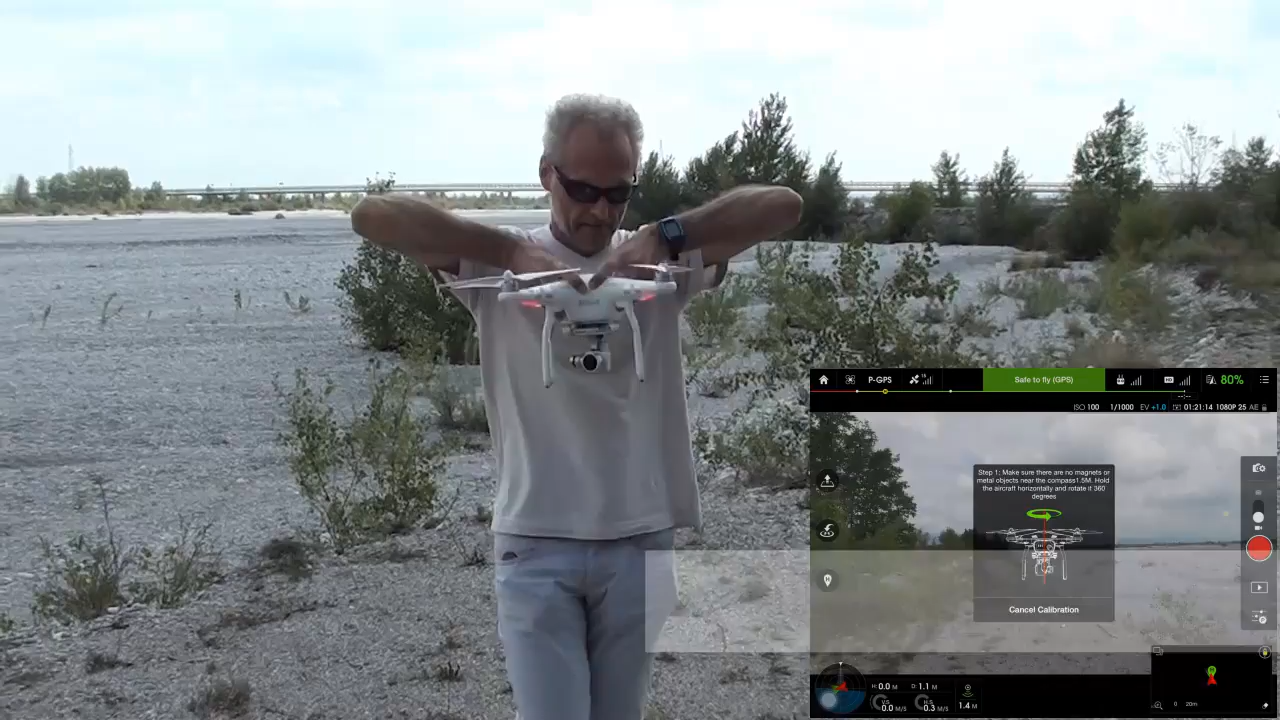 P-GPS
Safe to fly (GPS)
HD
80%
--:--
ISO 100 1/1000 EV +1.0 01:21:14 1080P 25 AE
Step 1: Make sure there are no magnets or
metal objects near the compass1.5M. Hold
the aircraft horizontally and rotate it 360
degrees
Cancel Calibration
H: 0.0 M D: 1.1 M
V.S 0.0 M/S H.S 0.3 M/S 1.4 M
0 20m